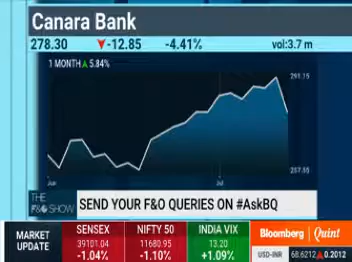 Canara Bank
278.30 ▼-12.85 -4.41% vol:3.7 m
1 MONTH ▲ 5.84%
291.15
257.95
Jun Jul
THE
F&O SHOW
SEND YOUR F&O QUERIES ON #AskBQ
MARKET
UPDATE
SENSEX
39101.04
-1.04%
NIFTY 50
11680.95
-1.10%
INDIA VIX
13.20
+1.09%
Bloomberg | Quint
USD-INR 68.6212 ▲ 0.2012